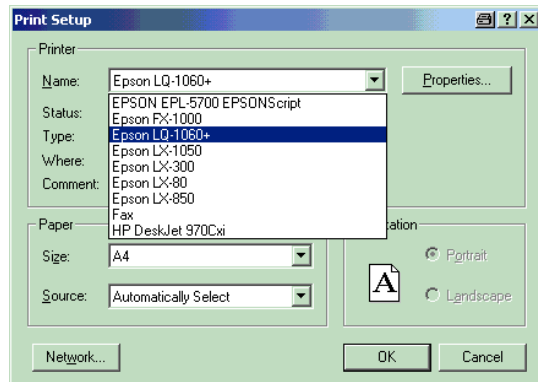 Print Setup
Printer
Name: Epson LQ-1060+ Properties...
EPSON EPL-5700 EPSONScript
Status: Epson FX-1000
Type: Epson LQ-1060+
Epson LX-1050
Where: Epson LX-300
Epson LX-80
Comment: Epson LX-850
Fax
HP DeskJet 970Cxi
Paper
Size: A4 Portrait
A
Source: Automatically Select Landscape
Network... OK Cancel